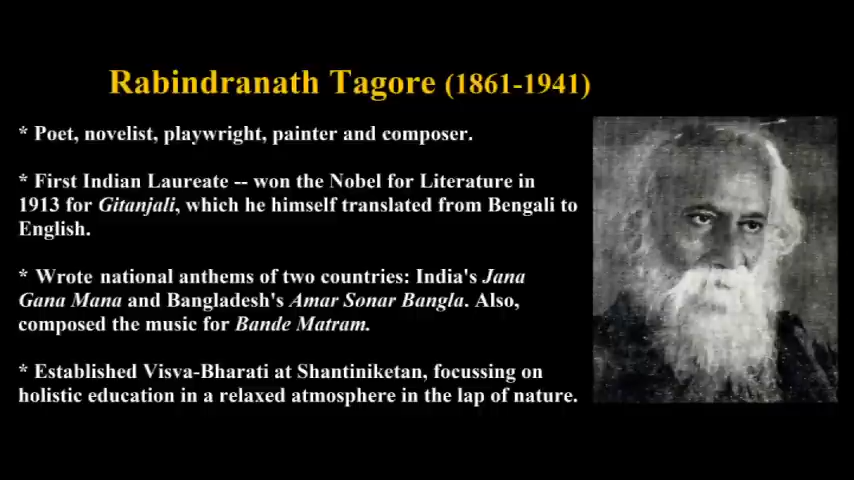 Rabindranath Tagore (1861-1941)
* Poet, novelist, playwright, painter and composer.
* First Indian Laureate -- won the Nobel for Literature in
1913 for Gitanjali, which he himself translated from Bengali to
English.
* Wrote national anthems of two countries: India's Jana
Gana Mana and Bangladesh's Amar Sonar Bangla. Also,
composed the music for Bande Matram.
* Established Visva-Bharati at Shantiniketan, focussing on
holistic education in a relaxed atmosphere in the lap of nature.